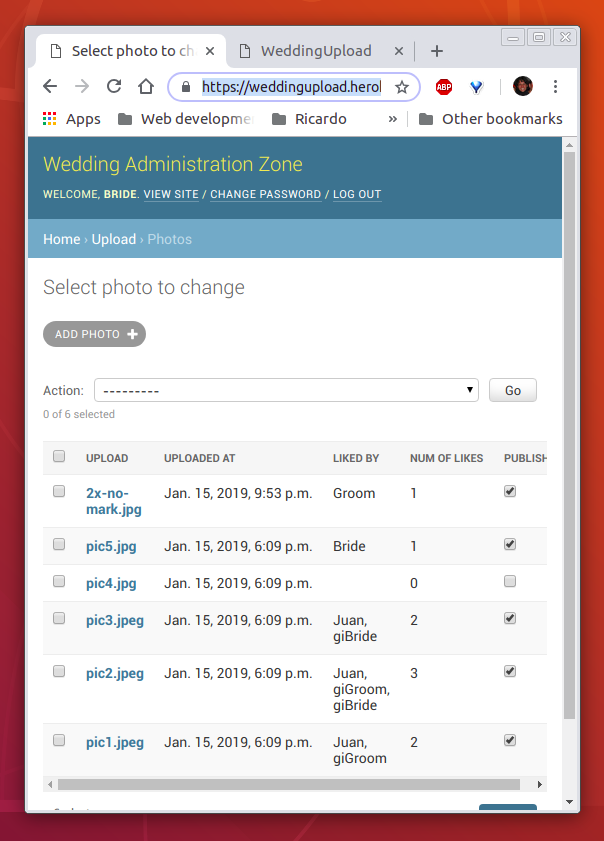 Select photo to ch
WeddingUpload
https://weddingupload.herol
ABP
Apps
Web developme
Ricardo
»
Other bookmarks
Wedding Administration Zone
WELCOME, BRIDE. VIEW SITE / CHANGE PASSWORD / LOG OUT
Home › Upload › Photos
Select photo to change
ADD PHOTO +
Action: --------- Go
0 of 6 selected
UPLOAD UPLOADED AT LIKED BY NUM OF LIKES PUBLISH
2x-no-
mark.jpg Jan. 15, 2019, 9:53 p.m. Groom 1
pic5.jpg Jan. 15, 2019, 6:09 p.m. Bride 1
pic4.jpg Jan. 15, 2019, 6:09 p.m. 0
pic3.jpeg Jan. 15, 2019, 6:09 p.m. Juan, 2
giBride
pic2.jpeg Jan. 15, 2019, 6:09 p.m. Juan, 3
giGroom,
giBride
pic1.jpeg Jan. 15, 2019, 6:09 p.m. Juan, 2
giGroom